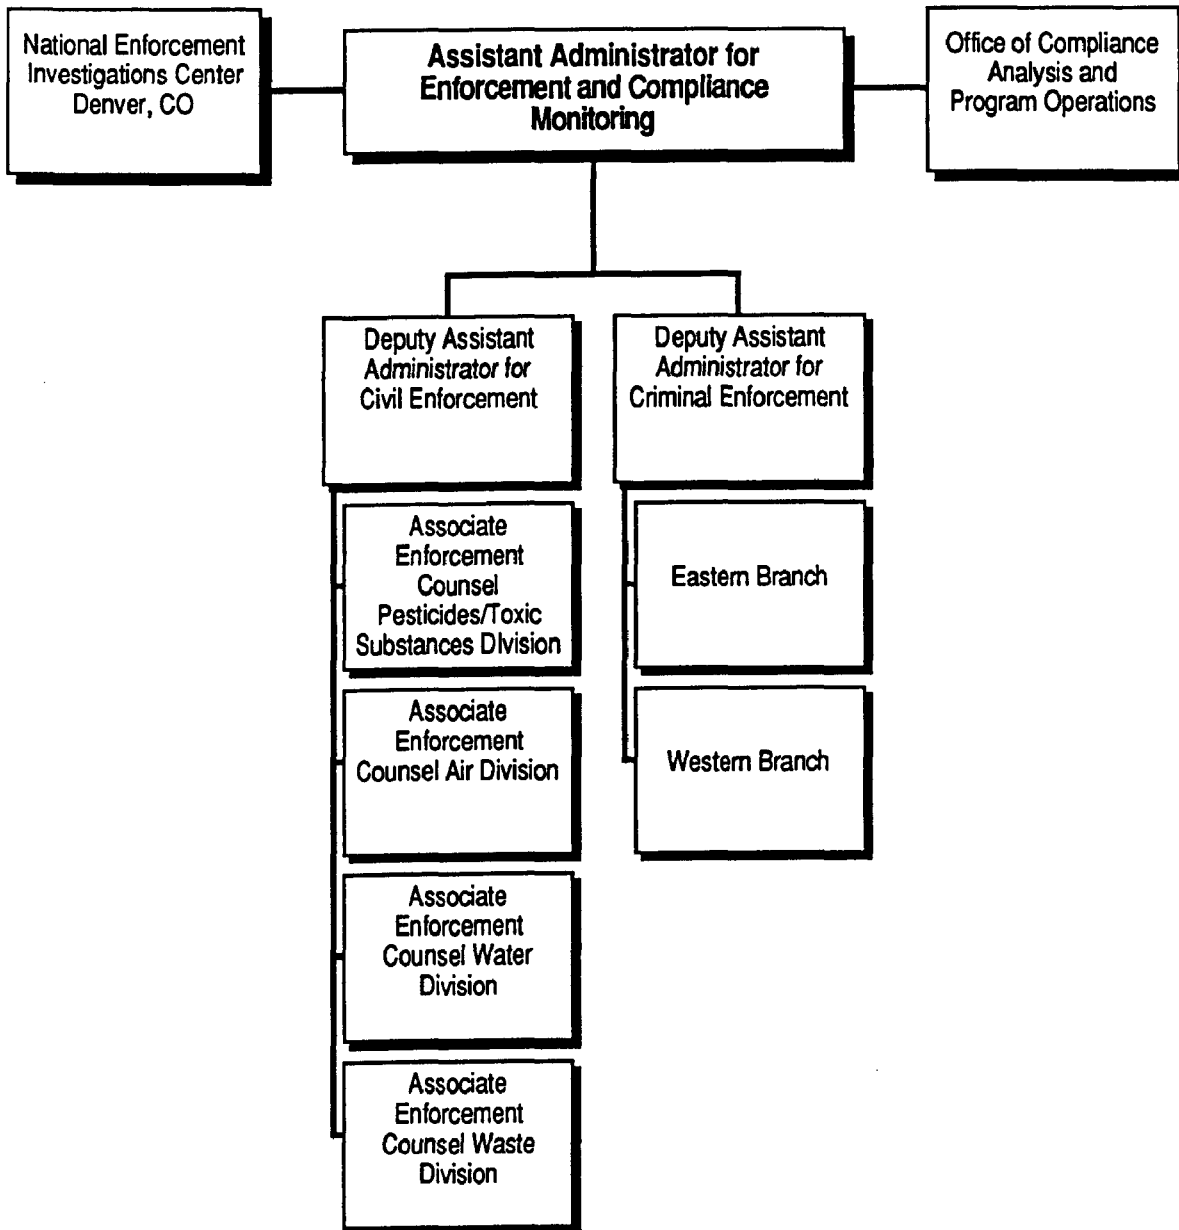 National Enforcement
Investigations Center
Denver, CO
Assistant Administrator for
Enforcement and Compliance
Monitoring
Office of Compliance
Analysis and
Program Operations
Deputy Assistant
Administrator for
Civil Enforcement
Deputy Assistant
Administrator for
Criminal Enforcement
Associate
Enforcement
Counsel
Pesticides/Toxic
Substances DIvision
Associate
Enforcement
Counsel Air Division
Associate
Enforcement
Counsel Water
Division
Associate
Enforcement
Counsel Waste
Division
Eastern Branch
Western Branch